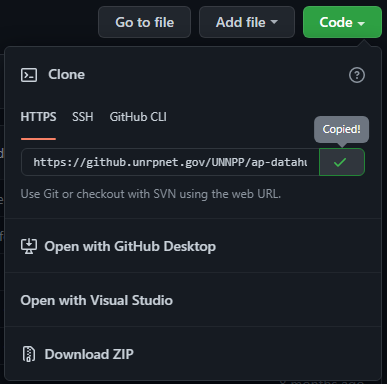 Go to file
Add file
Code
Clone
HTTPS
SSH
GitHub CLI
Copied!
https://github.unrpnet.gov/UNNPP/ap-datahu
Use Git or checkout with SVN using the web URL.
Open with GitHub Desktop
Open with Visual Studio
Download ZIP